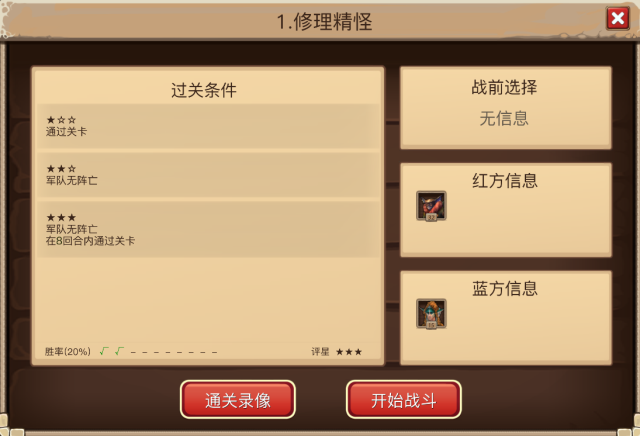 1.修理精怪
过关条件
★☆☆
通过关卡
★★☆
军队无阵亡
★★★
军队无阵亡
在8回合内通过关卡
胜率(20%) √ √ - - - - - - - -
评星 ★★★
战前选择
无信息
红方信息
蓝方信息
通关录像
开始战斗